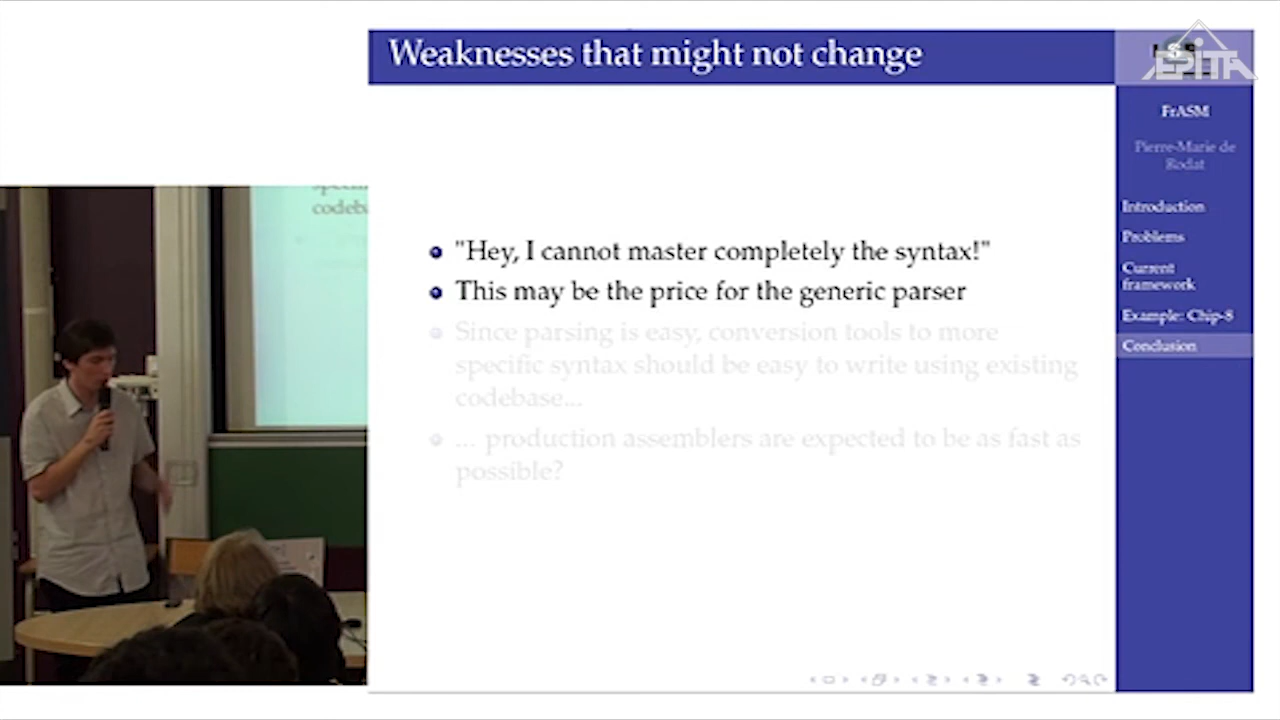 Weaknesses that might not change
EPITA
FrASM
Pierre-Marie de
Rodat
Introduction
Problems
Current
framework
Example: Chip-8
Conclusion
codeba
"Hey, I cannot master completely the syntax!"
This may be the price for the generic parser
Since parsing is easy, conversion tools to more
specific syntax should be easy to write using existing
codebase...
... production assemblers are expected to be as fast as
possible?